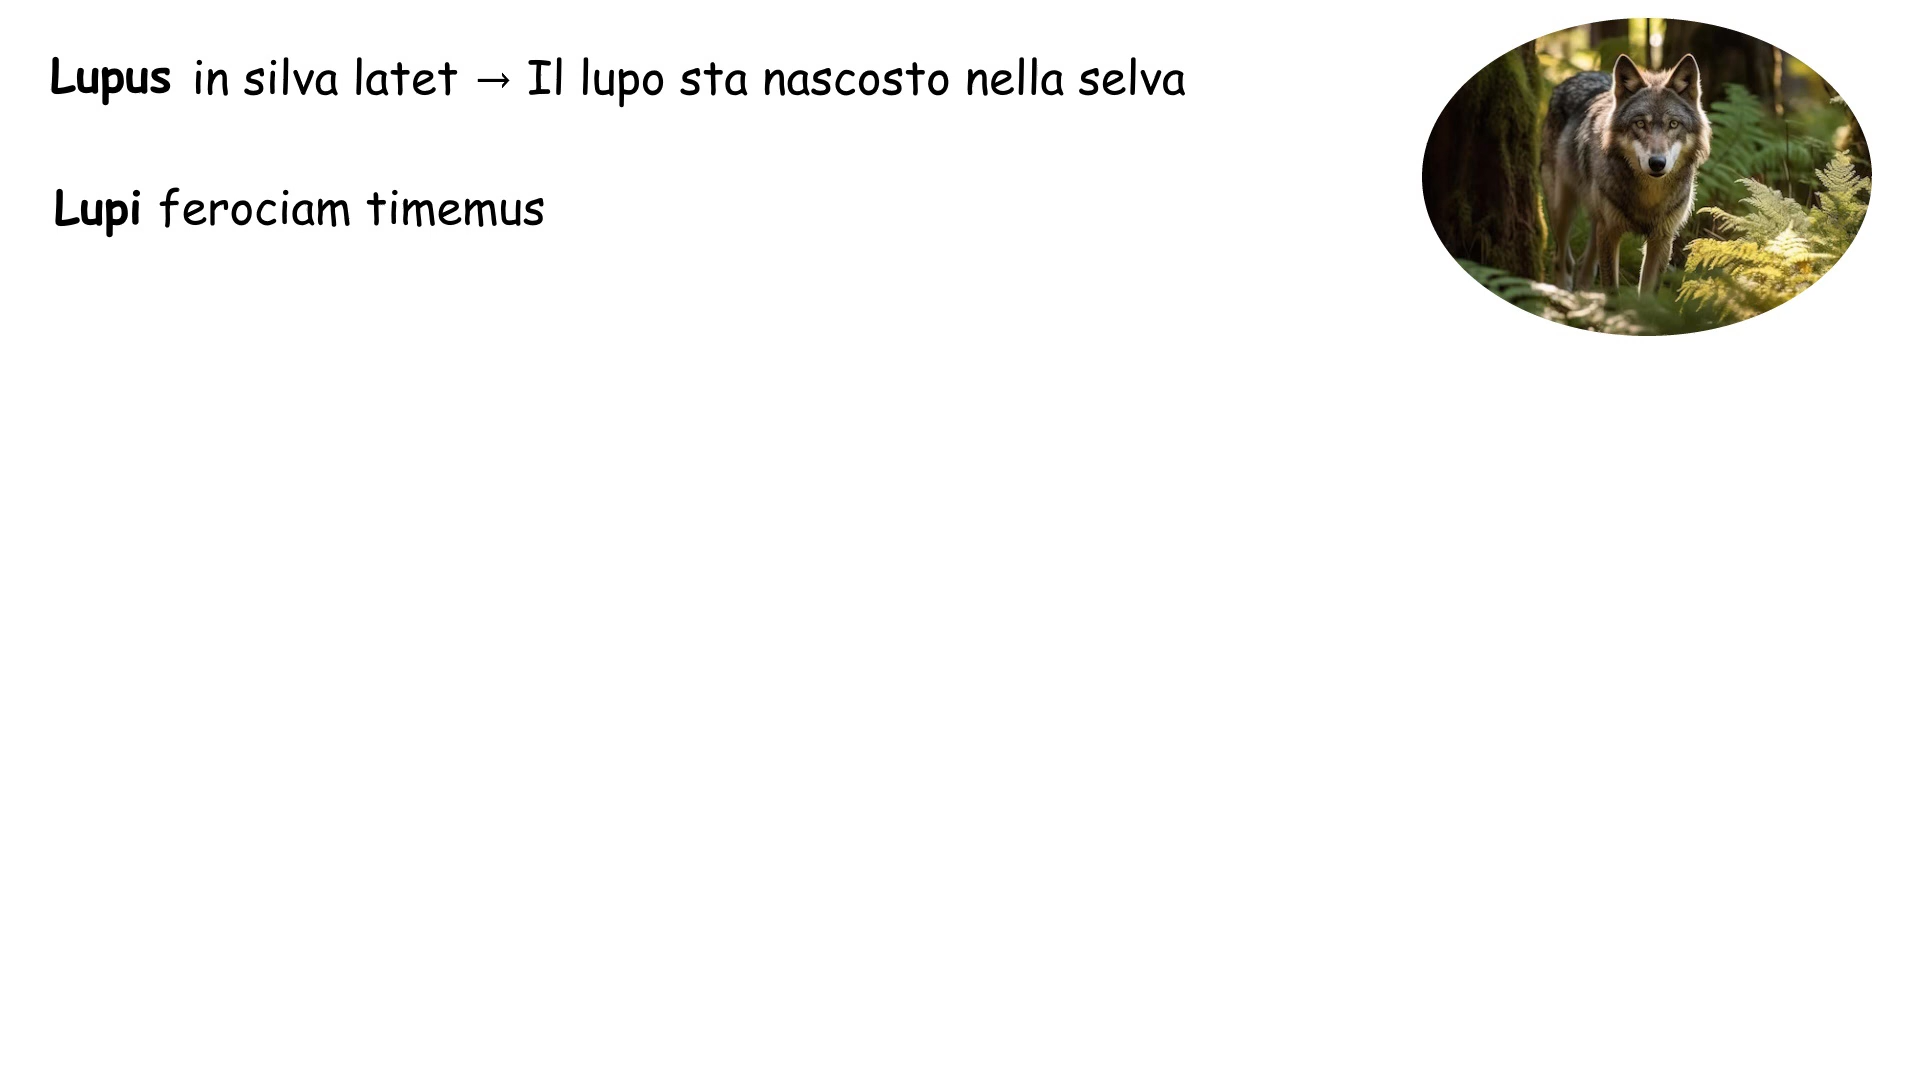 Lupus in silva latet → Il lupo sta nascosto nella selva
Lupi ferociam timemus